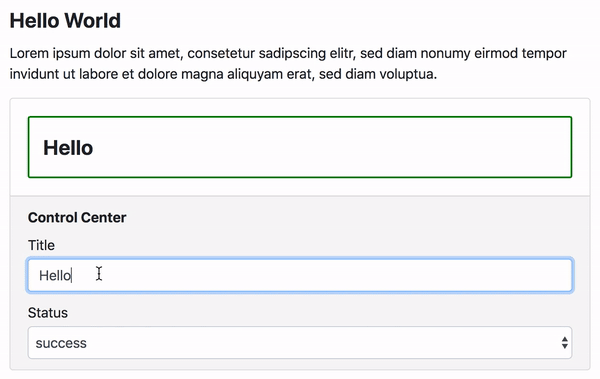 Hello World
Lorem ipsum dolor sit amet, consetetur sadipscing elitr, sed diam nonumy eirmod tempor
invidunt ut labore et dolore magna aliquyam erat, sed diam voluptua.
Hello
Control Center
Title
Hello
Status
success